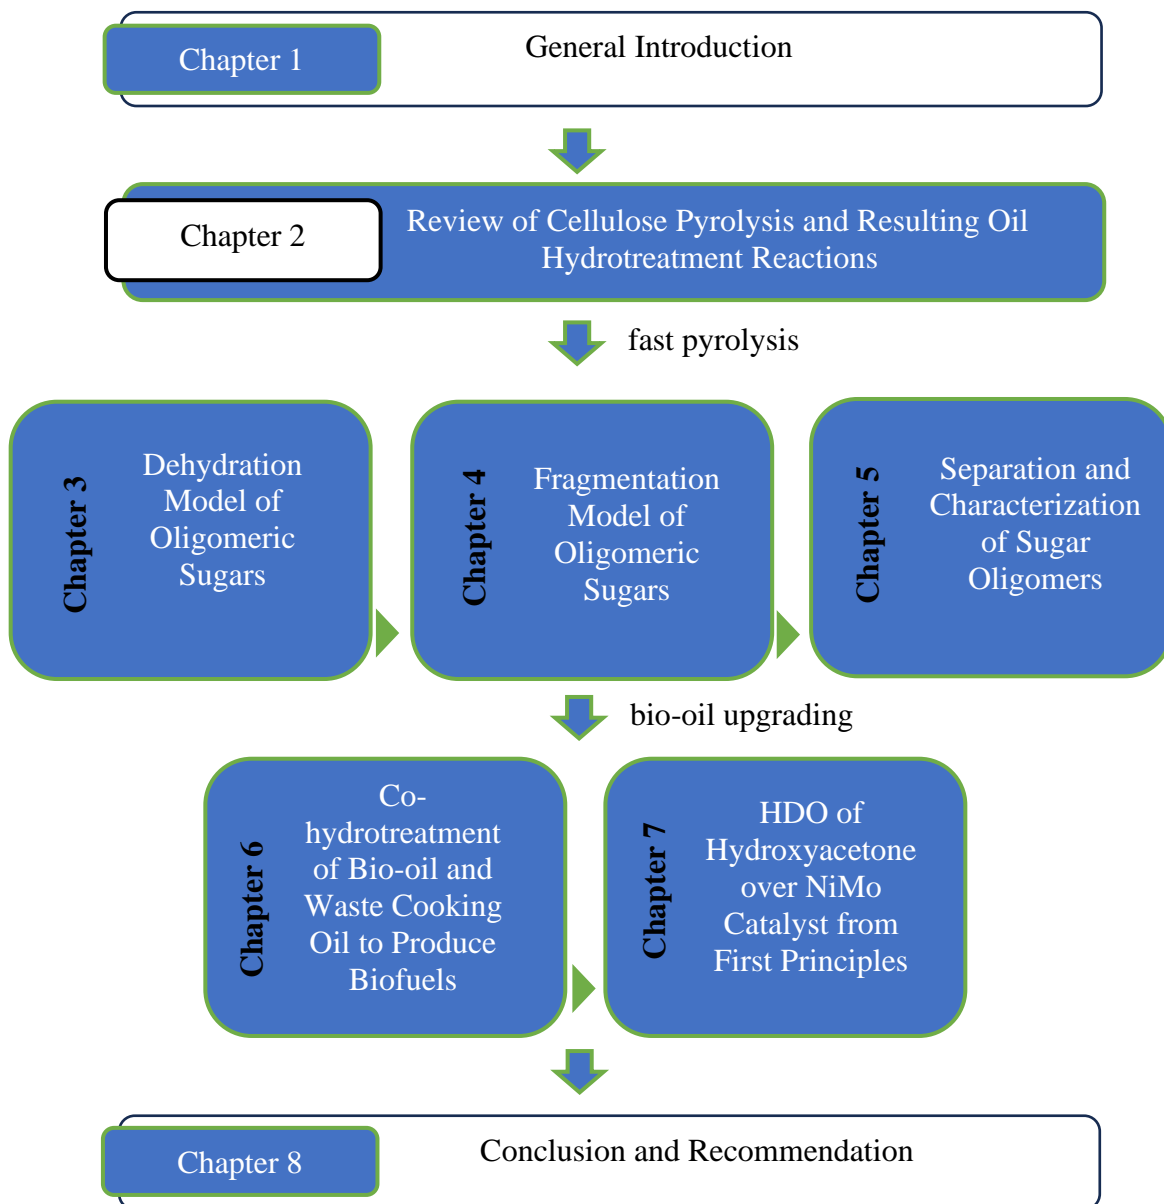 Chapter 1
General Introduction
Chapter 2
Review of Cellulose Pyrolysis and Resulting Oil
Hydrotreatment Reactions
fast pyrolysis
Chapter 3
Dehydration
Model of
Oligomeric
Sugars
Chapter 4
Fragmentation
Model of
Oligomeric
Sugars
Chapter 5
Separation and
Characterization
of Sugar
Oligomers
bio-oil upgrading
Chapter 6
Co-
hydrotreatment
of Bio-oil and
Waste Cooking
Oil to Produce
Biofuels
Chapter 7
HDO of
Hydroxyacetone
over NiMo
Catalyst from
First Principles
Chapter 8
Conclusion and Recommendation